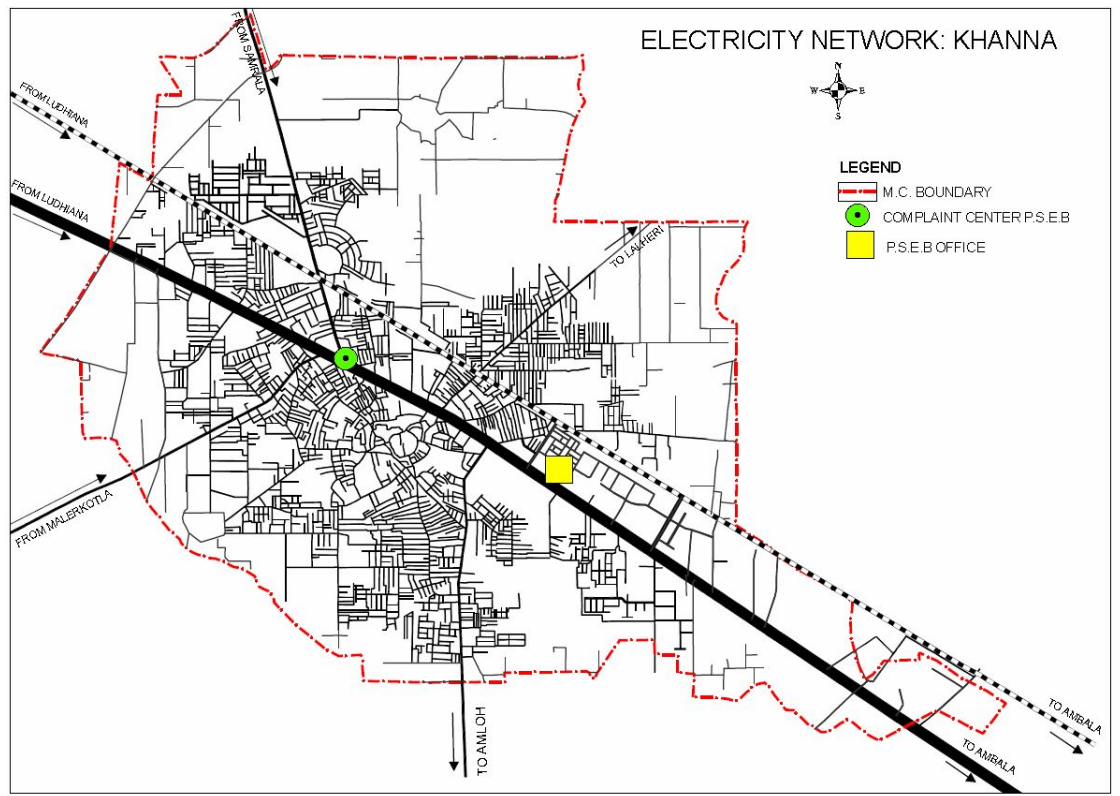 ELECTRICITY NETWORK: KHANNA
N
W E
S
LEGEND
M.C. BOUNDARY
COMPLAINT CENTER P.S.E.B
P.S.E.B OFFICE
FROM SAMRALA
FROM LUDHIANA
FROM LUDHIANA
TO LALHERI
FROM MALERKOTLA
TO AMLOH
TO AMBALA
TO AMBALA